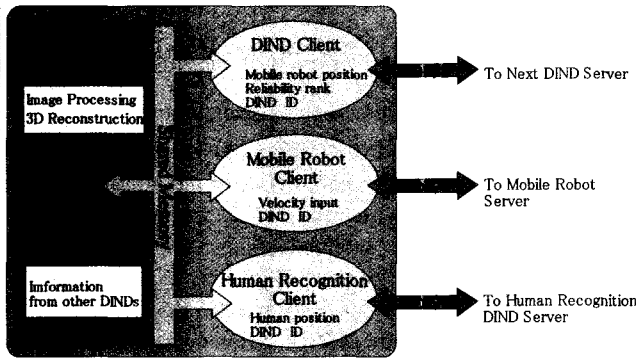 DIND Client
Mobile robot position
Reliability rank
DIND ID
To Next DIND Server
Image Processing
3D Reconstruction
Mobile Robot
Client
Velocity input
DIND ID
To Mobile Robot
Server
Imformation
from other DINDs
Human Recognition
Client
Human position
DIND ID
To Human Recognition
DIND Server